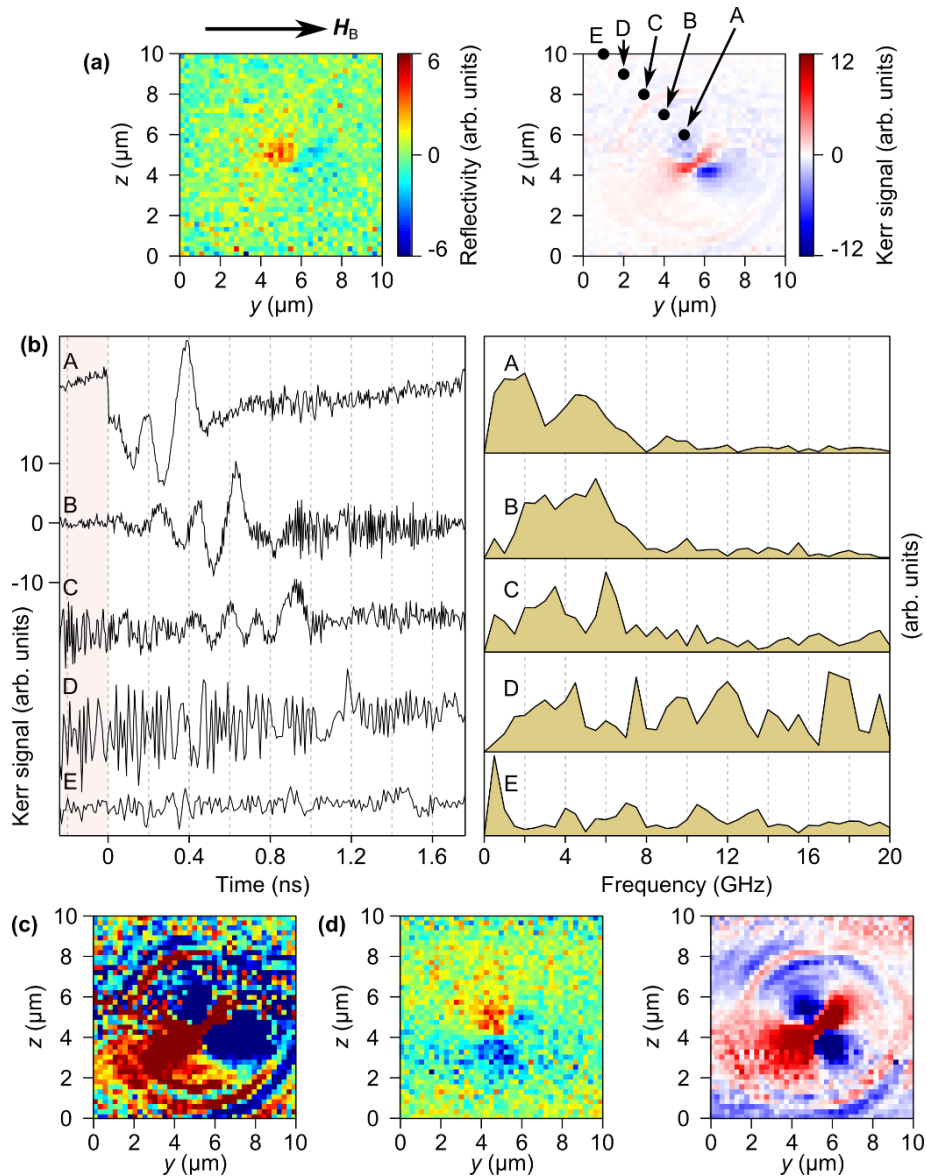 H_B
(a)
10
8
6
4
2
0
z (µm)
0 2 4 6 8 10
y (µm)
6
0
-6
Reflectivity (arb. units)
E D C B A
10
8
6
4
2
0
z (µm)
0 2 4 6 8 10
y (µm)
12
0
-12
Kerr signal (arb. units)
(b)
A
10
B
0
-10
C
D
E
Kerr signal (arb. units)
0 0.4 0.8 1.2 1.6
Time (ns)
A
B
C
D
E
(arb. units)
0 4 8 12 16 20
Frequency (GHz)
(c)
10
8
6
4
2
0
z (µm)
0 2 4 6 8 10
y (µm)
(d)
10
8
6
4
2
0
z (µm)
0 2 4 6 8 10
y (µm)
10
8
6
4
2
0
z (µm)
0 2 4 6 8 10
y (µm)